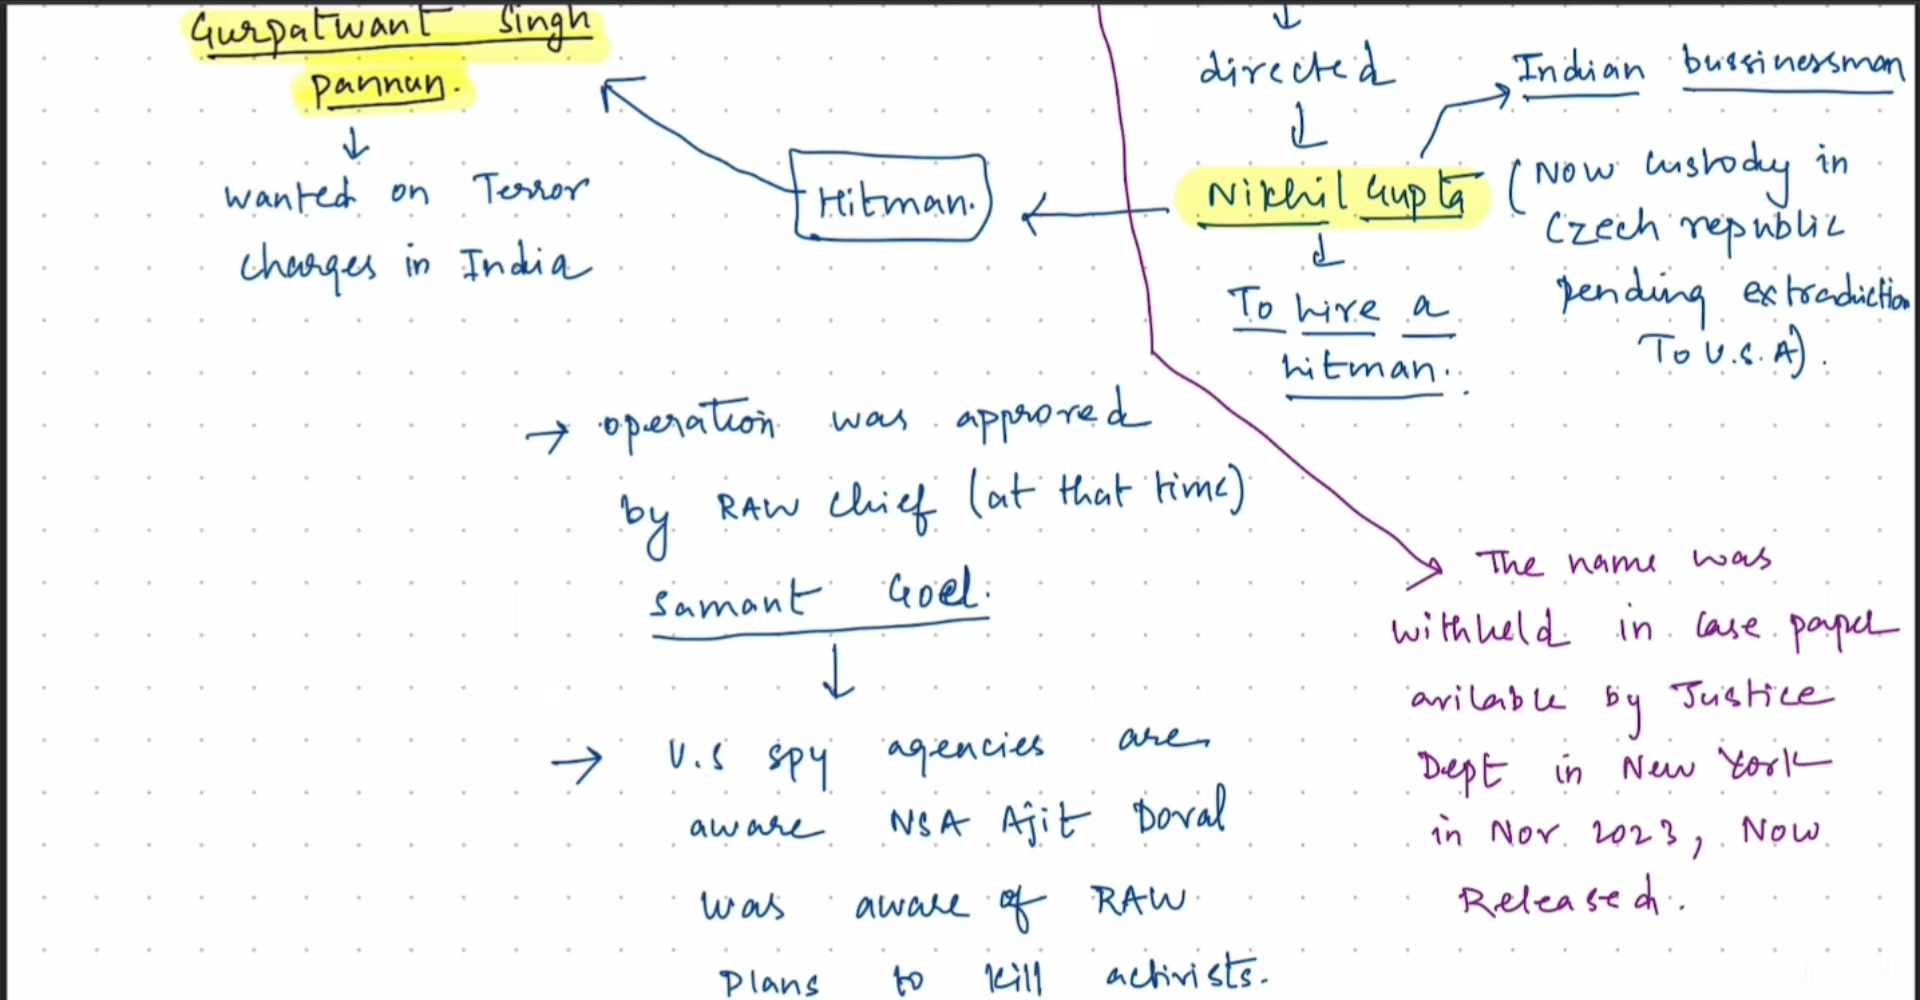 Gurpatwant Singh
pannun.
wanted on Terror
charges in India
Hitman.
directed
Indian bussinessman
Nikhil Gupta
(Now custody in
Czech republic
pending extradiction
To U.S.A).
To hire a
hitman.
→ operation was approved
by RAW chief (at that time)
Samant Goel.
→ U.S spy agencies are
aware NSA Ajit Doval
was aware of RAW
plans to kill activists.
The name was
withheld in case paper
avilable by Justice
Dept in New York
in Nov 2023, Now
Released.